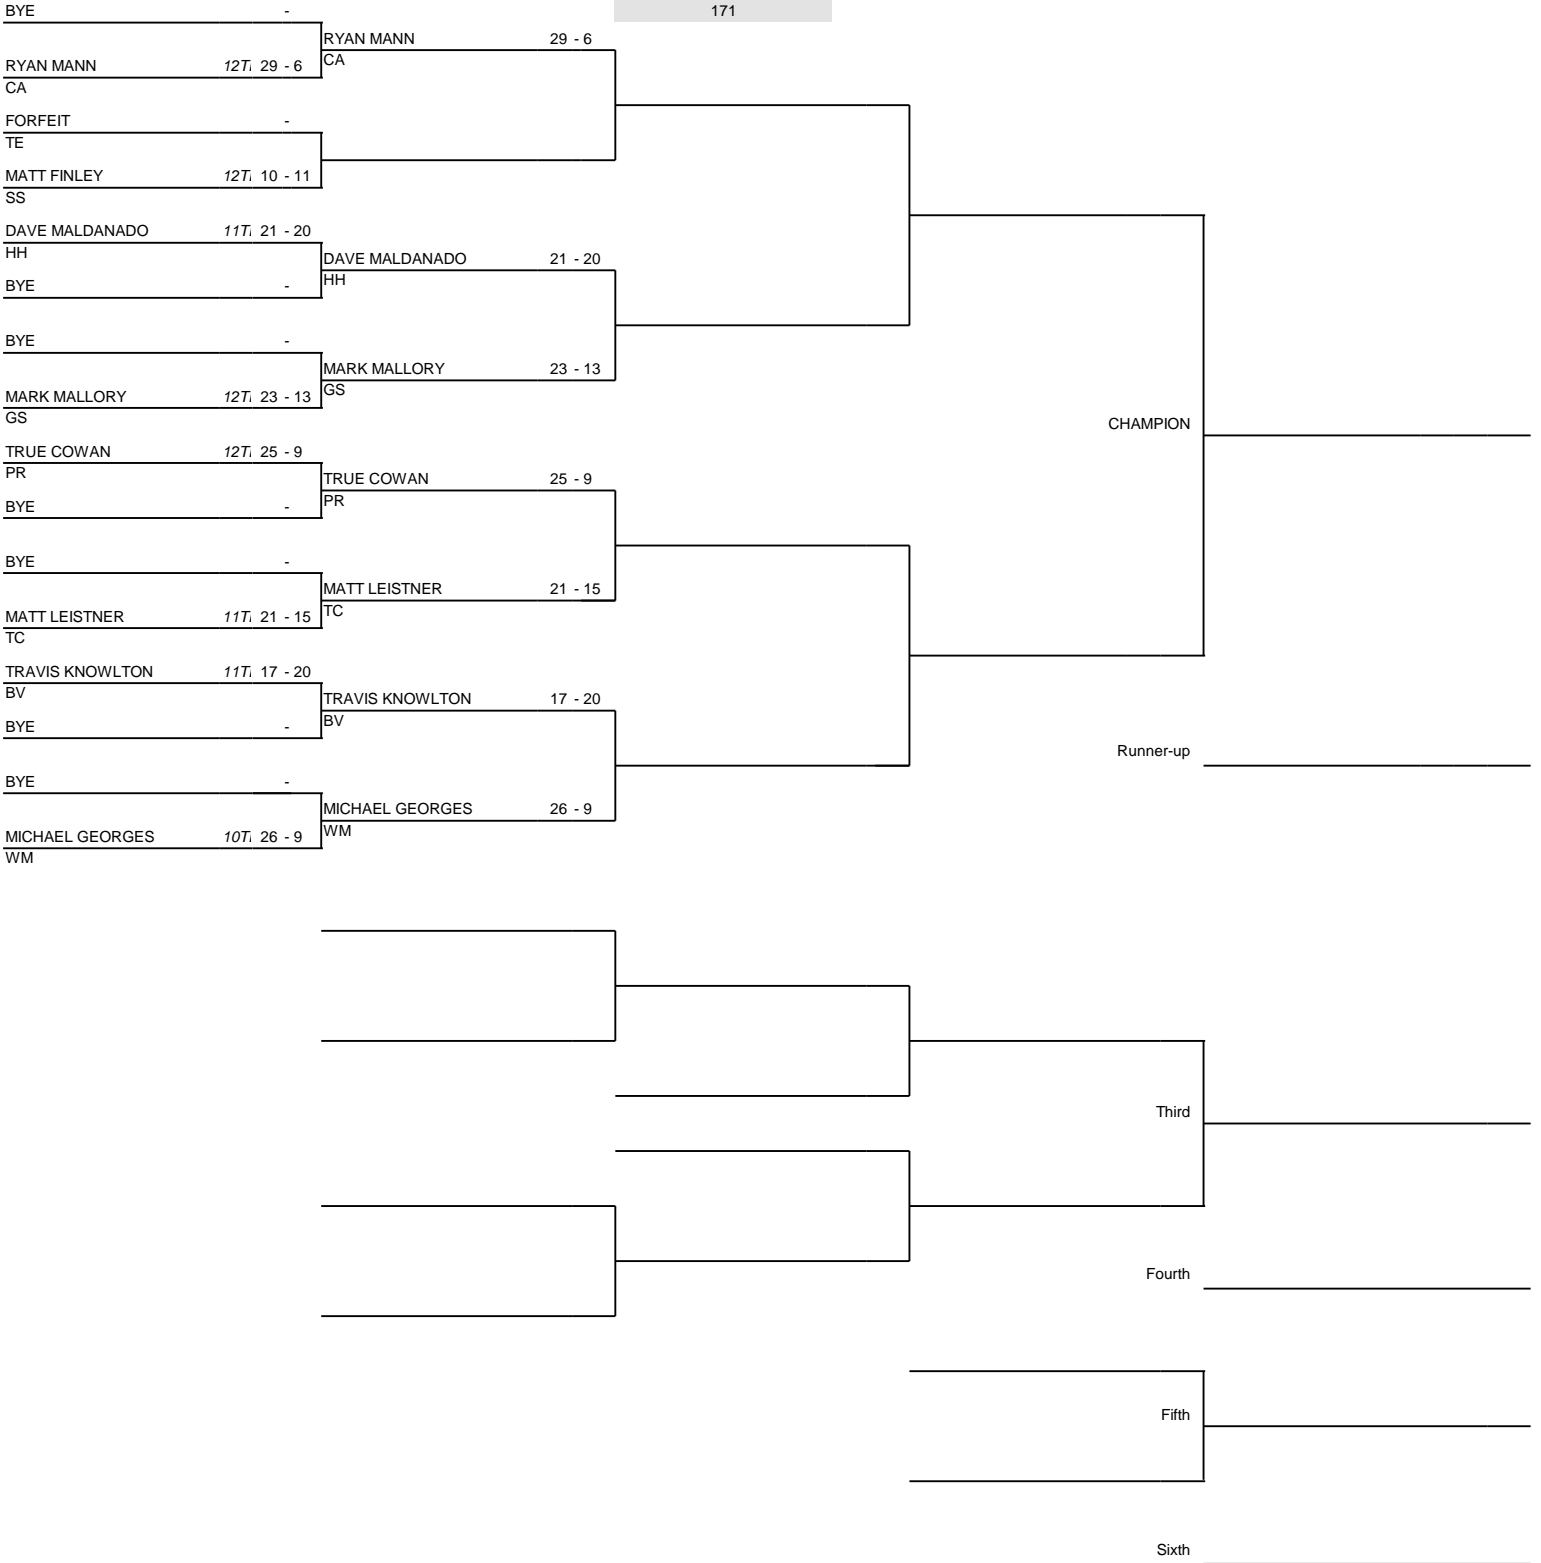 BYE - 171
RYAN MANN 29 - 6
RYAN MANN 12T 29 - 6 CA
CA
FORFEIT -
TE
MATT FINLEY 12T 10 - 11
SS
DAVE MALDANADO 11T 21 - 20
HH DAVE MALDANADO 21 - 20
BYE - HH
BYE -
MARK MALLORY 23 - 13
MARK MALLORY 12T 23 - 13 GS
GS
CHAMPION
TRUE COWAN 12T 25 - 9
PR TRUE COWAN 25 - 9
BYE - PR
BYE -
MATT LEISTNER 21 - 15
MATT LEISTNER 11T 21 - 15 TC
TC
TRAVIS KNOWLTON 11T 17 - 20
BV TRAVIS KNOWLTON 17 - 20
BYE - BV
Runner-up
BYE -
MICHAEL GEORGES 26 - 9
MICHAEL GEORGES 10T 26 - 9 WM
WM
Third
Fourth
Fifth
Sixth